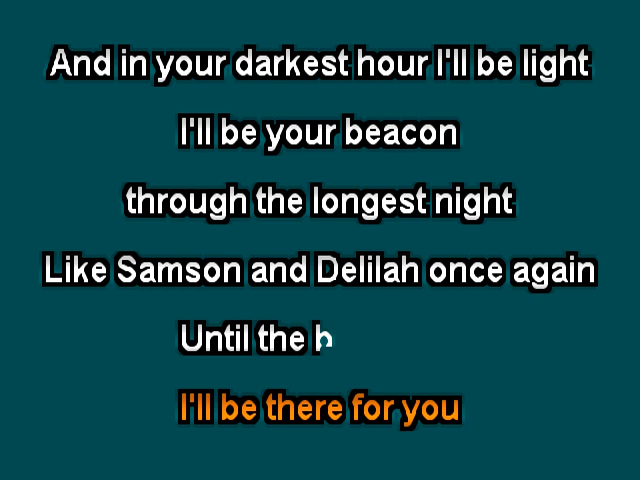 And in your darkest hour I'll be light
I'll be your beacon
through the longest night
Like Samson and Delilah once again
Until the
I'll be there for you